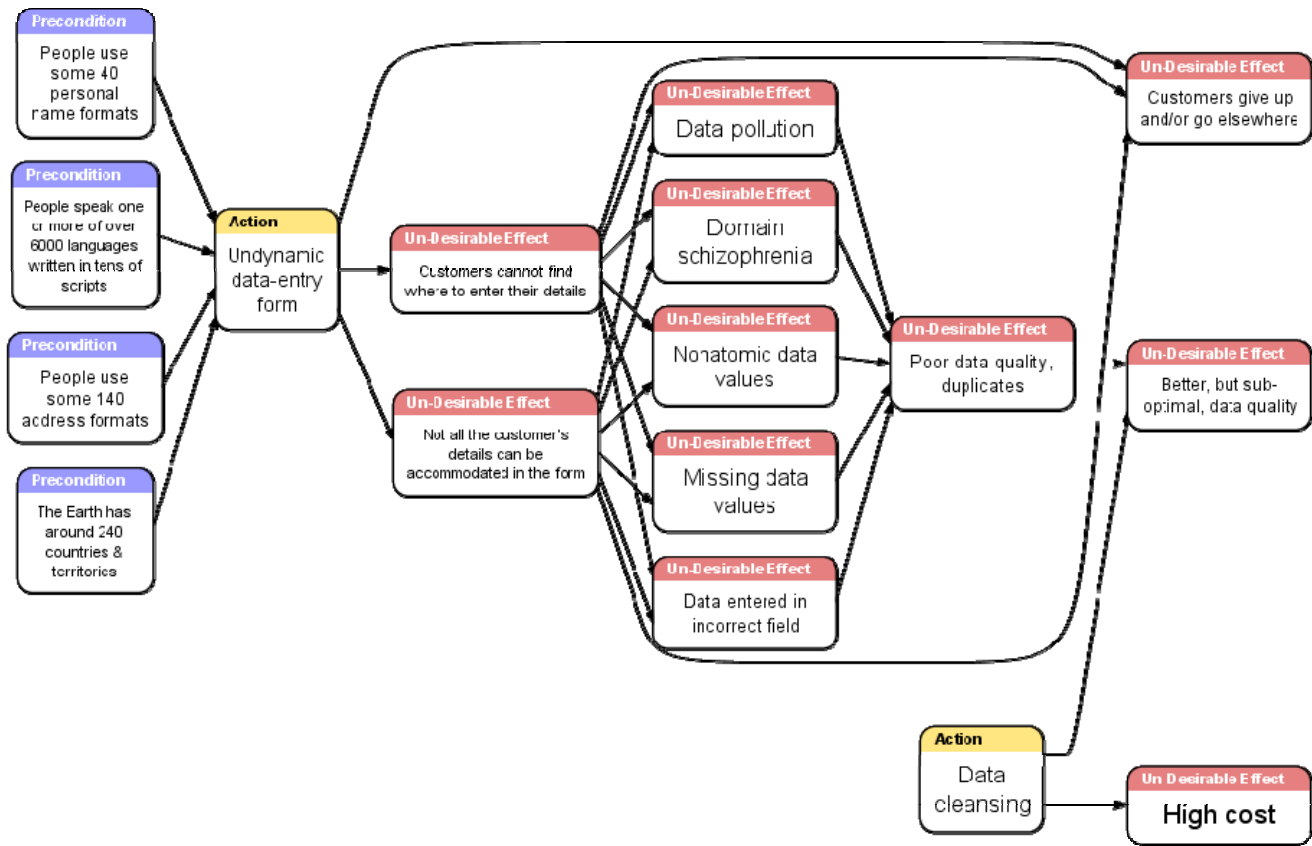 Precondition
People use
some 40
personal
name formats
Precondition
People speak one
or more of over
6000 languages
written in tens of
scripts
Precondition
People use
some 140
address formats
Precondition
The Earth has
around 240
countries &
territories
Action
Undynamic
data-entry
form
Un-Desirable Effect
Customers cannot find
where to enter their details
Un-Desirable Effect
Not all the customer's
details can be
accommodated in the form
Un-Desirable Effect
Data pollution
Un-Desirable Effect
Domain
schizophrenia
Un-Desirable Effect
Nonatomic data
values
Un-Desirable Effect
Missing data
values
Un-Desirable Effect
Data entered in
incorrect field
Un-Desirable Effect
Poor data quality,
duplicates
Un-Desirable Effect
Customers give up
and/or go elsewhere
Un-Desirable Effect
Better, but sub-
optimal, data quality
Action
Data
cleansing
Un Desirable Effect
High cost